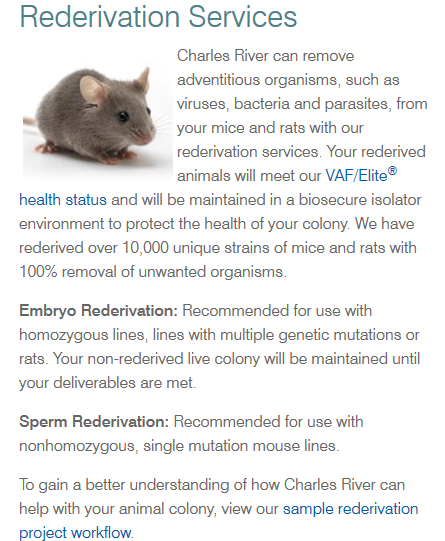 Rederivation Services
Charles River can remove
adventitious organisms, such as
viruses, bacteria and parasites, from
your mice and rats with our
rederivation services. Your rederived
animals will meet our VAF/Elite®
health status and will be maintained in a biosecure isolator
environment to protect the health of your colony. We have
rederived over 10,000 unique strains of mice and rats with
100% removal of unwanted organisms.
Embryo Rederivation: Recommended for use with
homozygous lines, lines with multiple genetic mutations or
rats. Your non-rederived live colony will be maintained until
your deliverables are met.
Sperm Rederivation: Recommended for use with
nonhomozygous, single mutation mouse lines.
To gain a better understanding of how Charles River can
help with your animal colony, view our sample rederivation
project workflow.